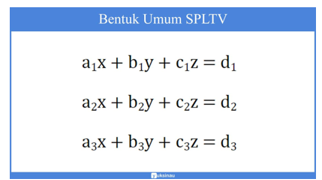 Bentuk Umum SPLTV
a₁x + b₁y + c₁z = d₁
a₂x + b₂y + c₂z = d₂
a₃x + b₃y + c₃z = d₃